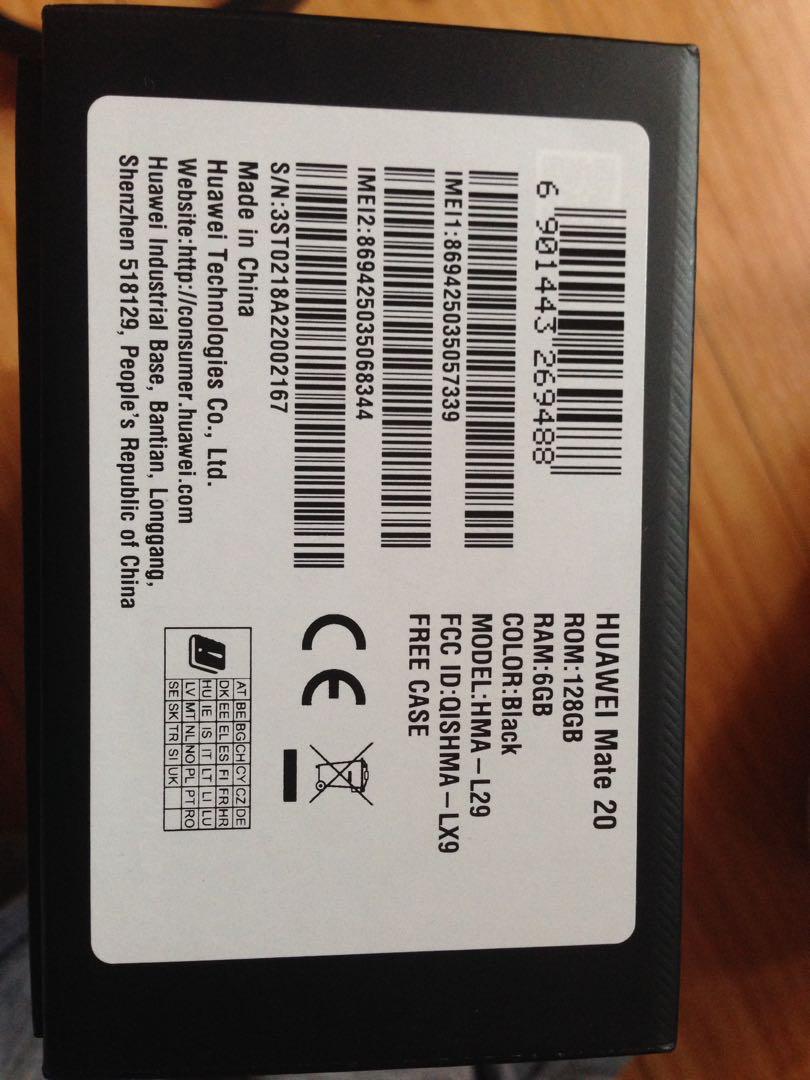 6 901443 269488
IMEI1:869425035057339
IMEI2:869425035068344
S/N:3ST0218A22002167
Made in China
Huawei Technologies Co., Ltd.
Website:http://consumer.huawei.com
Huawei Industrial Base, Bantian, Longgang,
Shenzhen 518129, People's Republic of China
HUAWEI Mate 20
ROM:128GB
RAM:6GB
COLOR:Black
MODEL:HMA-L29
FCC ID:QISHMA-LX9
FREE CASE
CE
AT BE BG CH CY CZ DE
DK EE EL ES FI FR HR
HU IE IS IT LT LI LU
LV MT NL NO PL PT RO
SE SK TR SI UK